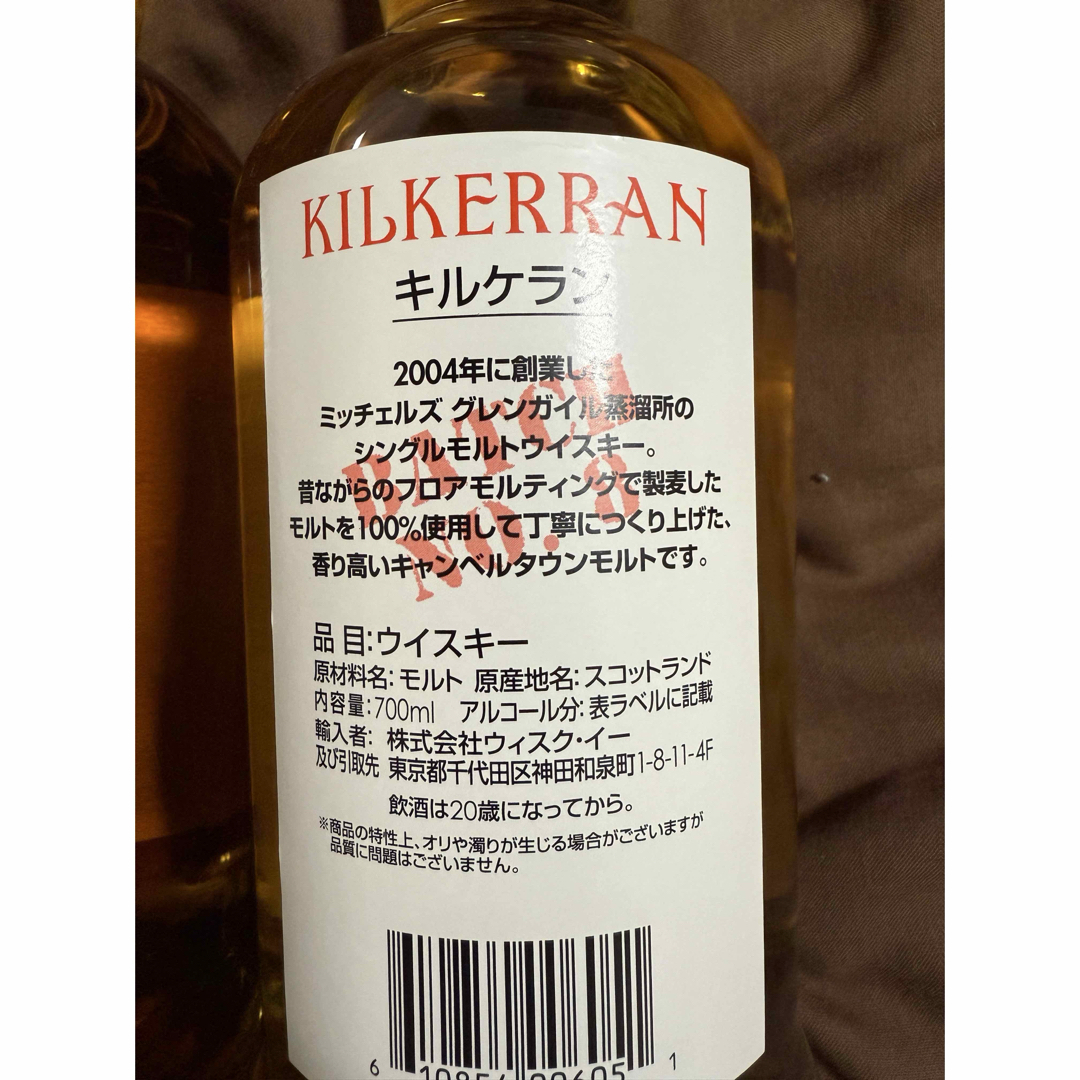 KILKERRAN
キルケラン
2004年に創業した
ミッチェルズ グレンガイル蒸溜所の
シングルモルトウイスキー。
昔ながらのフロアモルティングで製麦した
モルトを100%使用して丁寧につくり上げた、
香り高いキャンベルタウンモルトです。
BATCH
NO. 8
品 目:ウイスキー
原材料名:モルト 原産地名:スコットランド
内容量:700ml アルコール分:表ラベルに記載
輸入者: 株式会社ウィスク・イー
及び引取先 東京都千代田区神田和泉町1-8-11-4F
飲酒は20歳になってから。
※商品の特性上、オリや濁りが生じる場合がございますが
品質に問題はございません。
6 10854 00605 1